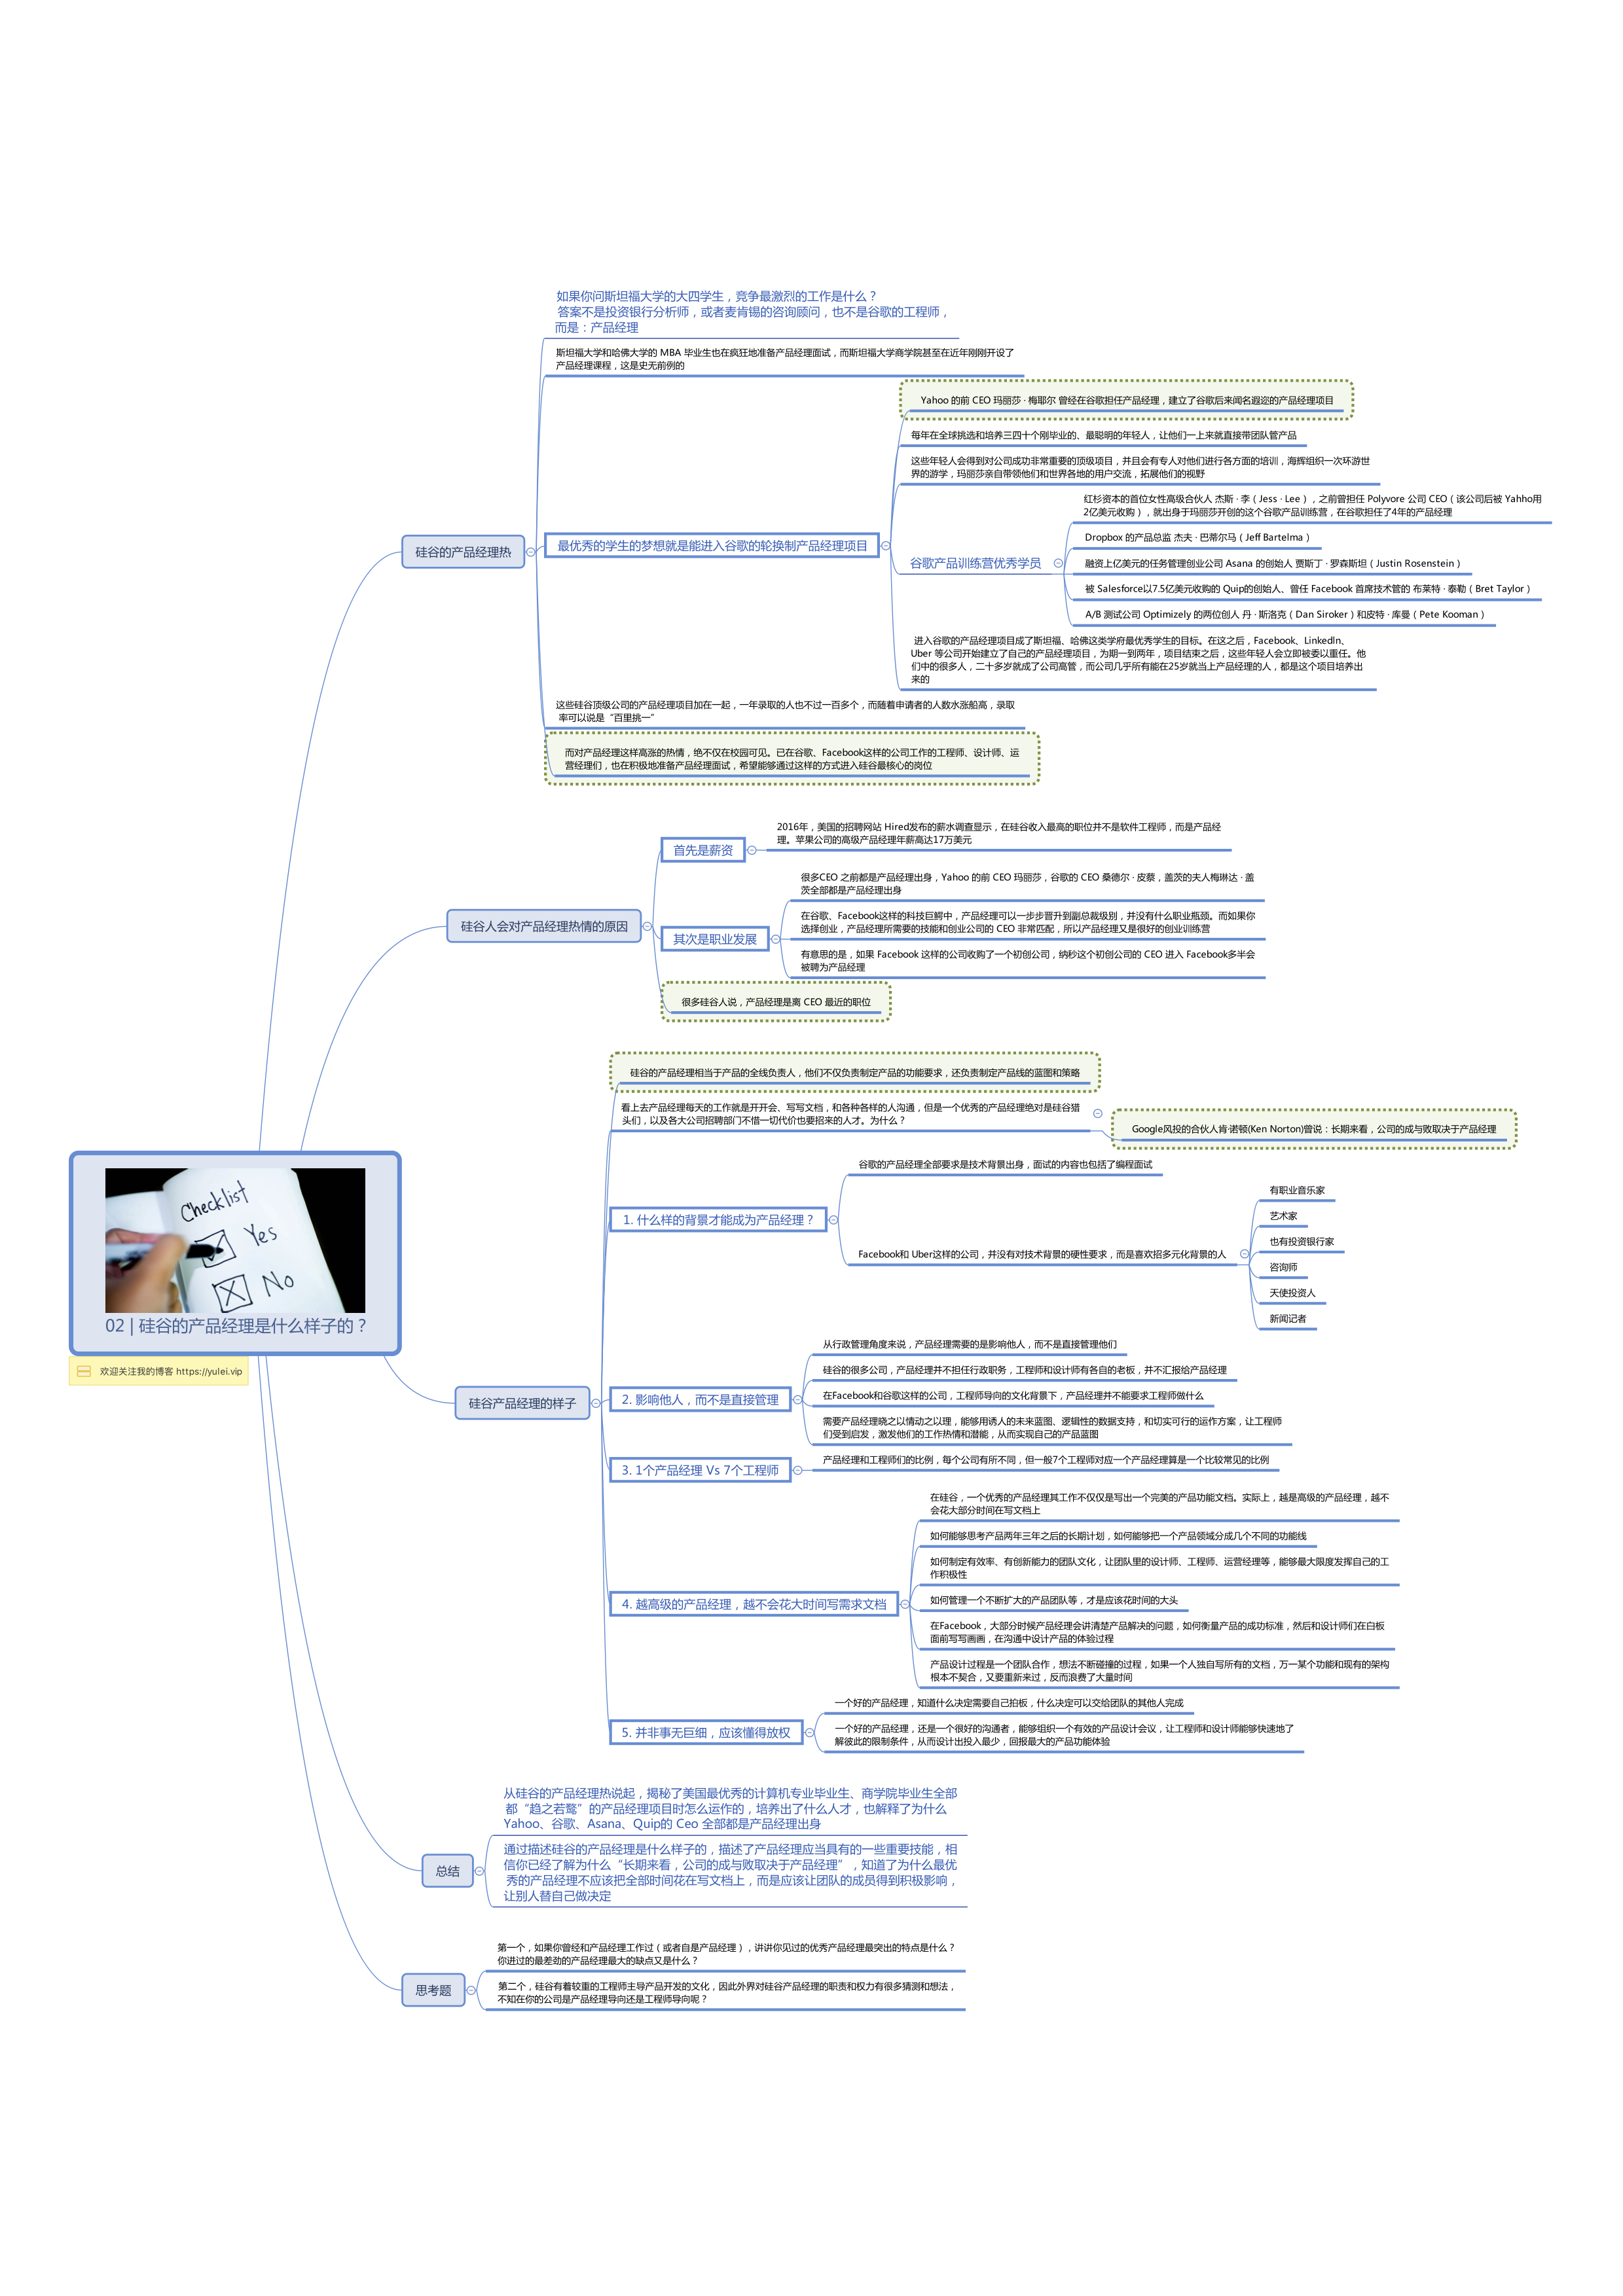 如果你问斯坦福大学的大四学生，竞争最激烈的工作是什么？
答案不是投资银行分析师，或者麦肯锡的咨询顾问，也不是谷歌的工程师，
而是：产品经理
斯坦福大学和哈佛大学的 MBA 毕业生也在疯狂地准备产品经理面试，而斯坦福大学商学院甚至在近年刚刚开设了
产品经理课程，这是史无前例的
Yahoo 的前 CEO 玛丽莎 · 梅耶尔 曾经在谷歌担任产品经理，建立了谷歌后来闻名遐迩的产品经理项目
每年在全球挑选和培养三四十个刚毕业的、最聪明的年轻人，让他们一上来就直接带团队管产品
这些年轻人会得到对公司成功非常重要的顶级项目，并且会有专人对他们进行各方面的培训，海辉组织一次环游世
界的游学，玛丽莎亲自带领他们和世界各地的用户交流，拓展他们的视野
红杉资本的首位女性高级合伙人 杰斯 · 李（Jess · Lee），之前曾担任 Polyvore 公司 CEO（该公司后被 Yahho用
2亿美元收购），就出身于玛丽莎开创的这个谷歌产品训练营，在谷歌担任了4年的产品经理
Dropbox 的产品总监 杰夫 · 巴蒂尔马（Jeff Bartelma）
最优秀的学生的梦想就是能进入谷歌的轮换制产品经理项目
硅谷的产品经理热
谷歌产品训练营优秀学员
融资上亿美元的任务管理创业公司 Asana 的创始人 贾斯丁 · 罗森斯坦（Justin Rosenstein）
被 Salesforce以7.5亿美元收购的 Quip的创始人、曾任 Facebook 首席技术管的 布莱特 · 泰勒（Bret Taylor）
A/B 测试公司 Optimizely 的两位创人 丹 · 斯洛克（Dan Siroker）和皮特 · 库曼（Pete Kooman）
进入谷歌的产品经理项目成了斯坦福、哈佛这类学府最优秀学生的目标。在这之后，Facebook、LinkedIn、
Uber 等公司开始建立了自己的产品经理项目，为期一到两年，项目结束之后，这些年轻人会立即被委以重任。他
们中的很多人，二十多岁就成了公司高管，而公司几乎所有能在25岁就当上产品经理的人，都是这个项目培养出
来的
这些硅谷顶级公司的产品经理项目加在一起，一年录取的人也不过一百多个，而随着申请者的人数水涨船高，录取
率可以说是“百里挑一”
而对产品经理这样高涨的热情，绝不仅在校园可见。已在谷歌、Facebook这样的公司工作的工程师、设计师、运
营经理们，也在积极地准备产品经理面试，希望能够通过这样的方式进入硅谷最核心的岗位
2016年，美国的招聘网站 Hired发布的薪水调查显示，在硅谷收入最高的职位并不是软件工程师，而是产品经
理。苹果公司的高级产品经理年薪高达17万美元
首先是薪资
很多CEO 之前都是产品经理出身，Yahoo 的前 CEO 玛丽莎，谷歌的 CEO 桑德尔 · 皮蔡，盖茨的夫人梅琳达 · 盖
茨全部都是产品经理出身
硅谷人会对产品经理热情的原因
其次是职业发展
在谷歌、Facebook这样的科技巨鳄中，产品经理可以一步步晋升到副总裁级别，并没有什么职业瓶颈。而如果你
选择创业，产品经理所需要的技能和创业公司的 CEO 非常匹配，所以产品经理又是很好的创业训练营
有意思的是，如果 Facebook 这样的公司收购了一个初创公司，纳秒这个初创公司的 CEO 进入 Facebook多半会
被聘为产品经理
很多硅谷人说，产品经理是离 CEO 最近的职位
硅谷的产品经理相当于产品的全线负责人，他们不仅负责制定产品的功能要求，还负责制定产品线的蓝图和策略
看上去产品经理每天的工作就是开开会、写写文档，和各种各样的人沟通，但是一个优秀的产品经理绝对是硅谷猎
头们，以及各大公司招聘部门不惜一切代价也要招来的人才。为什么？
Google风投的合伙人肯·诺顿(Ken Norton)曾说：长期来看，公司的成与败取决于产品经理
谷歌的产品经理全部要求是技术背景出身，面试的内容也包括了编程面试
1. 什么样的背景才能成为产品经理？
Facebook和 Uber这样的公司，并没有对技术背景的硬性要求，而是喜欢招多元化背景的人
有职业音乐家
艺术家
也有投资银行家
咨询师
天使投资人
新闻记者
Checklist
Yes
No
02 | 硅谷的产品经理是什么样子的？
欢迎关注我的博客 https://yulei.vip
硅谷产品经理的样子
从行政管理角度来说，产品经理需要的是影响他人，而不是直接管理他们
硅谷的很多公司，产品经理并不担任行政职务，工程师和设计师有各自的老板，并不汇报给产品经理
2. 影响他人，而不是直接管理
在Facebook和谷歌这样的公司，工程师导向的文化背景下，产品经理并不能要求工程师做什么
需要产品经理晓之以情动之以理，能够用诱人的未来蓝图、逻辑性的数据支持，和切实可行的运作方案，让工程师
们受到启发，激发他们的工作热情和潜能，从而实现自己的产品蓝图
3. 1个产品经理 Vs 7个工程师
产品经理和工程师们的比例，每个公司有所不同，但一般7个工程师对应一个产品经理算是一个比较常见的比例
在硅谷，一个优秀的产品经理其工作不仅仅是写出一个完美的产品功能文档。实际上，越是高级的产品经理，越不
会花大部分时间在写文档上
如何能够思考产品两年三年之后的长期计划，如何能够把一个产品领域分成几个不同的功能线
如何制定有效率、有创新能力的团队文化，让团队里的设计师、工程师、运营经理等，能够最大限度发挥自己的工
作积极性
4. 越高级的产品经理，越不会花大时间写需求文档
如何管理一个不断扩大的产品团队等，才是应该花时间的大头
在Facebook，大部分时候产品经理会讲清楚产品解决的问题，如何衡量产品的成功标准，然后和设计师们在白板
面前写写画画，在沟通中设计产品的体验过程
产品设计过程是一个团队合作，想法不断碰撞的过程，如果一个人独自写所有的文档，万一某个功能和现有的架构
根本不契合，又要重新来过，反而浪费了大量时间
5. 并非事无巨细，应该懂得放权
一个好的产品经理，知道什么决定需要自己拍板，什么决定可以交给团队的其他人完成
一个好的产品经理，还是一个很好的沟通者，能够组织一个有效的产品设计会议，让工程师和设计师能够快速地了
解彼此的限制条件，从而设计出投入最少，回报最大的产品功能体验
从硅谷的产品经理热说起，揭秘了美国最优秀的计算机专业毕业生、商学院毕业生全部
都“趋之若鹜”的产品经理项目时怎么运作的，培养出了什么人才，也解释了为什么
Yahoo、谷歌、Asana、Quip的 Ceo 全部都是产品经理出身
总结
通过描述硅谷的产品经理是什么样子的，描述了产品经理应当具有的一些重要技能，相
信你已经了解为什么“长期来看，公司的成与败取决于产品经理”，知道了为什么最优
秀的产品经理不应该把全部时间花在写文档上，而是应该让团队的成员得到积极影响，
让别人替自己做决定
思考题
第一个，如果你曾经和产品经理工作过（或者自是产品经理），讲讲你见过的优秀产品经理最突出的特点是什么？
你进过的最差劲的产品经理最大的缺点又是什么？
第二个，硅谷有着较重的工程师主导产品开发的文化，因此外界对硅谷产品经理的职责和权力有很多猜测和想法，
不知在你的公司是产品经理导向还是工程师导向呢？